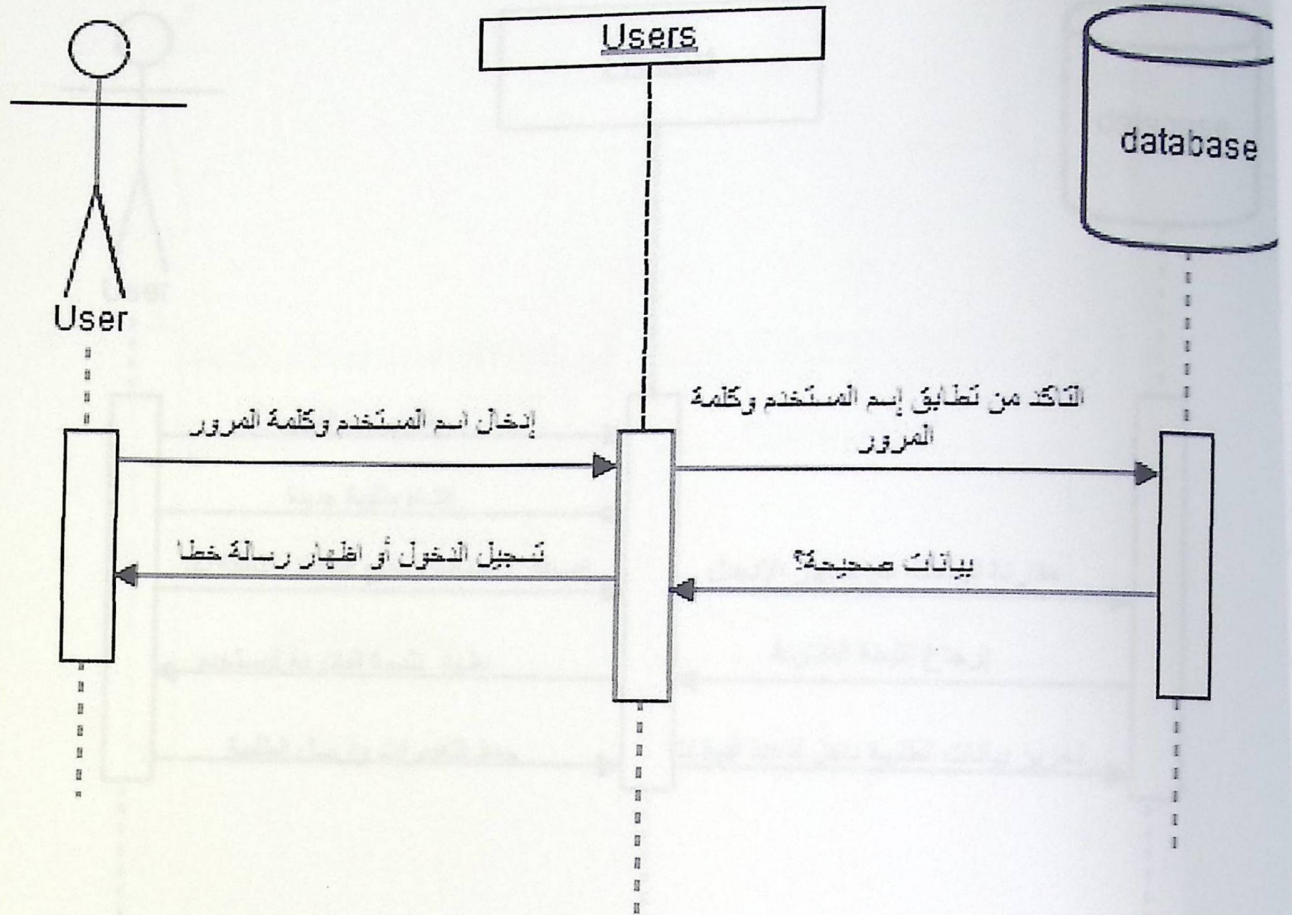 Users
database
User
إدخال اسم المستخدم وكلمة المرور
التاكد من تطابق إسم المستخدم وكلمة
المرور
تسجيل الدخول أو اظهار رسالة خطا
بيانات صحيحة؟